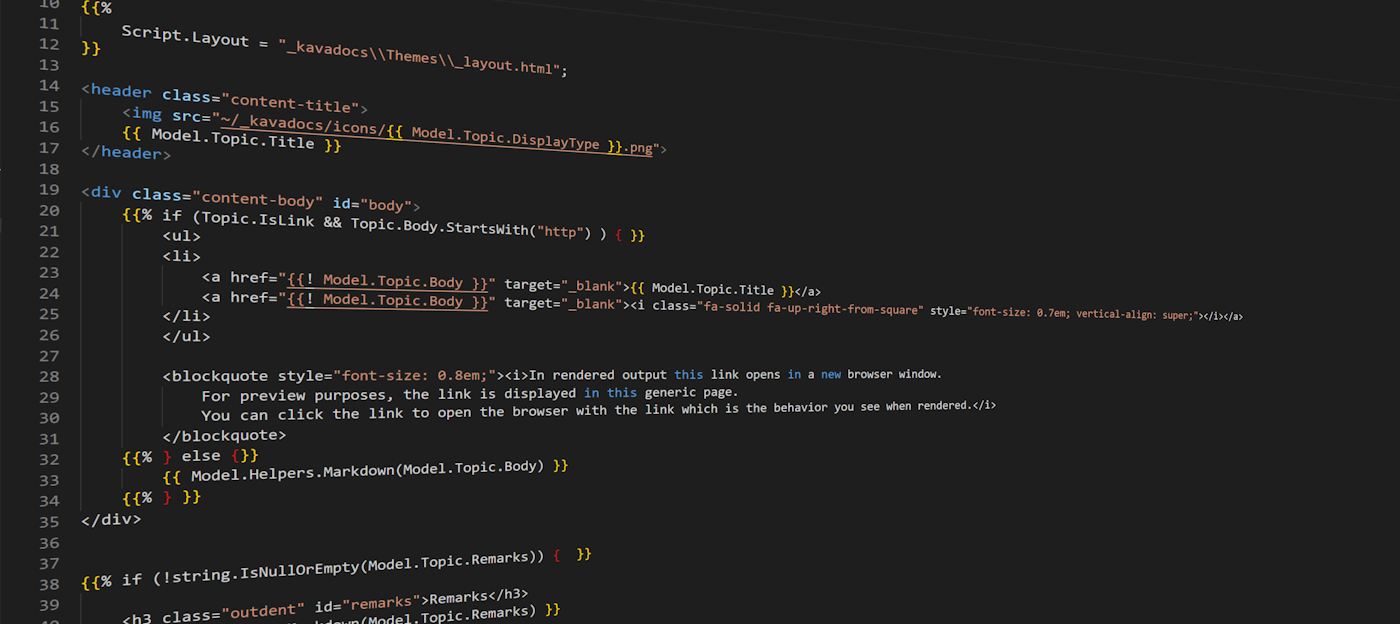 10 {{%
11 Script.Layout = "_kavadocs\\Themes\\_layout.html";
12 }}
13
14 <header class="content-title">
15 <img src="~/_kavadocs/icons/{{ Model.Topic.DisplayType }}.png">
16 {{ Model.Topic.Title }}
17 </header>
18
19 <div class="content-body" id="body">
20 {{% if (Topic.IsLink && Topic.Body.StartsWith("http") ) { }}
21 <ul>
22 <li>
23 <a href="{{! Model.Topic.Body }}" target="_blank">{{ Model.Topic.Title }}</a>
24 <a href="{{! Model.Topic.Body }}" target="_blank"><i class="fa-solid fa-up-right-from-square" style="font-size: 0.7em; vertical-align: super;"></i></a>
25 </li>
26 </ul>
27
28 <blockquote style="font-size: 0.8em;"><i>In rendered output this link opens in a new browser window.
29 For preview purposes, the link is displayed in this generic page.
30 You can click the link to open the browser with the link which is the behavior you see when rendered.</i>
31 </blockquote>
32 {{% } else {}}
33 {{ Model.Helpers.Markdown(Model.Topic.Body) }}
34 {{% } }}
35 </div>
36
37
38 {{% if (!string.IsNullOrEmpty(Model.Topic.Remarks)) {  }}
39
<h3 class="outdent" id="remarks">Remarks</h3>
(Model.Topic.Remarks) }}